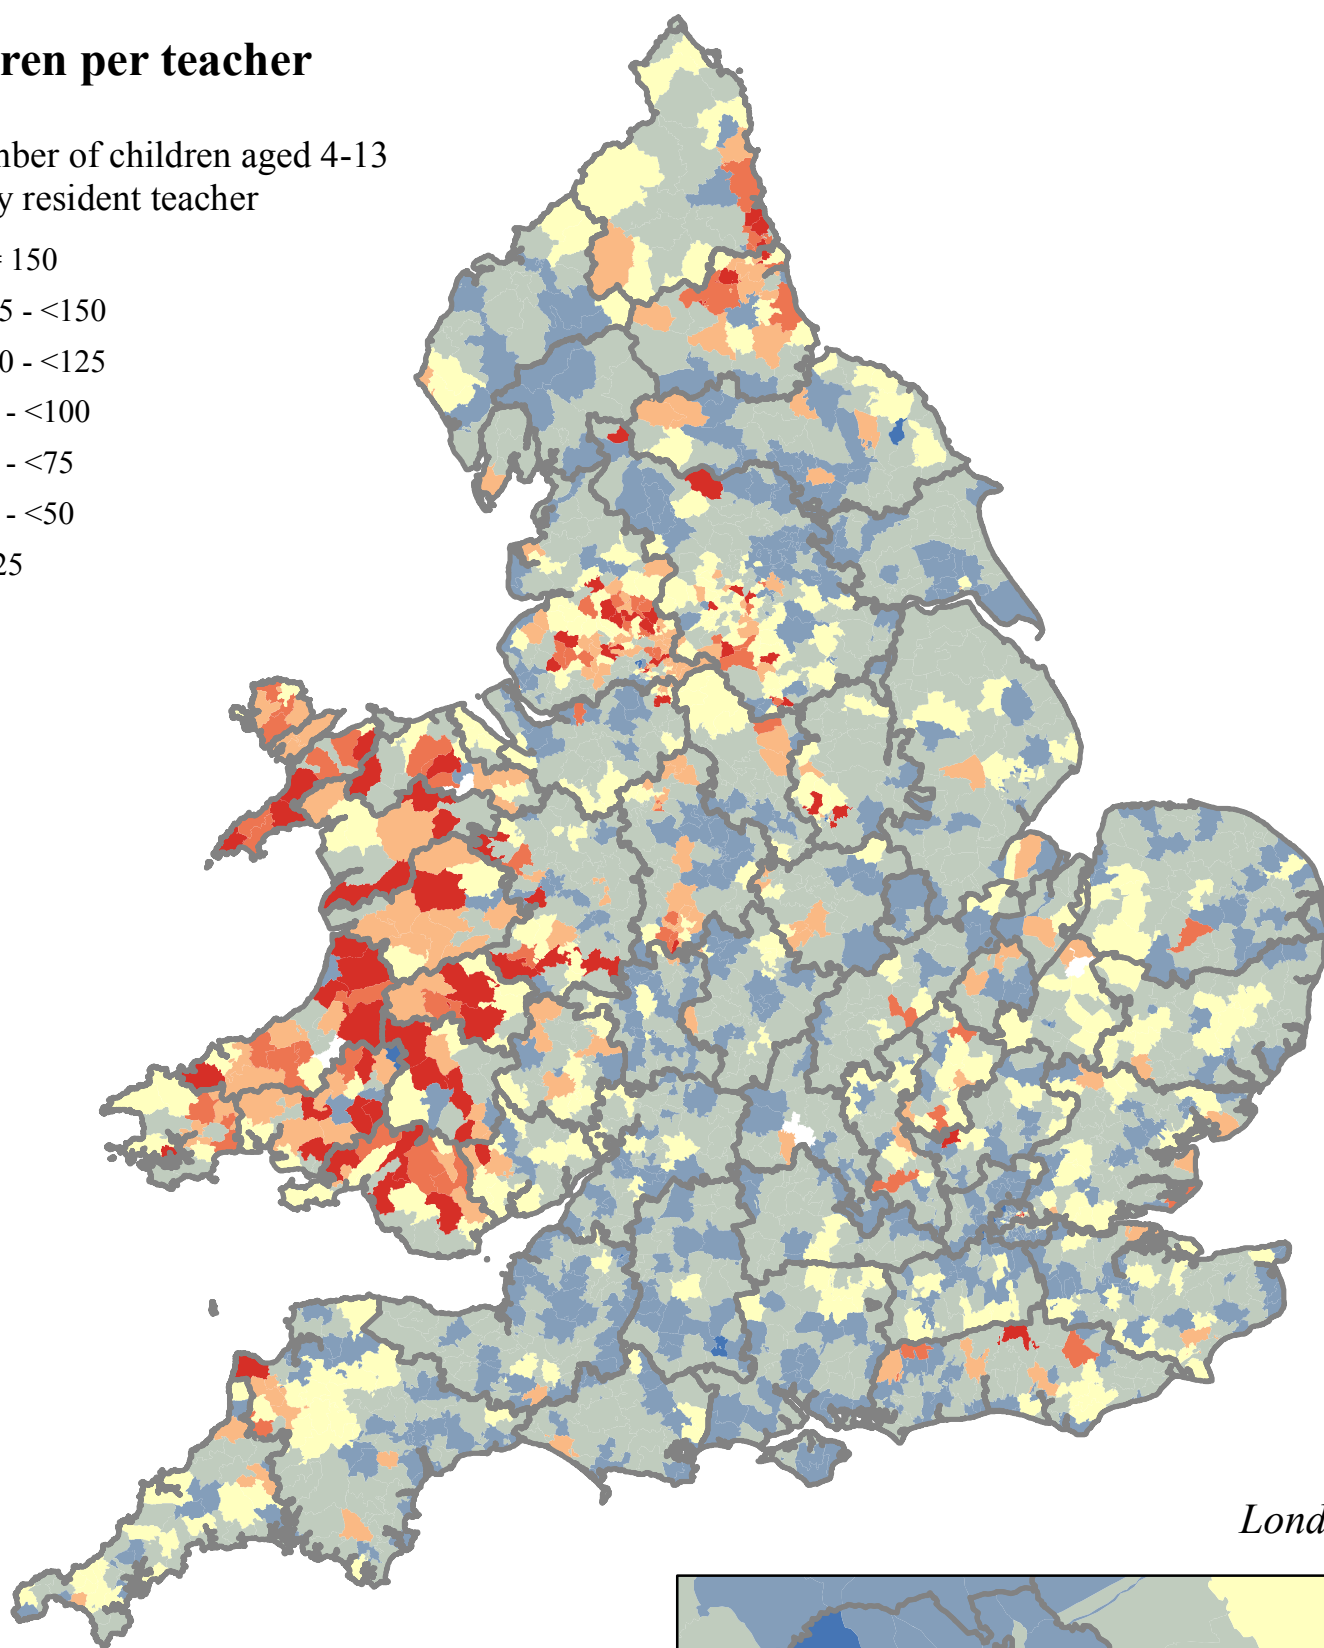 ren per teacher
nber of children aged 4-13
y resident teacher
= 150
5 - <150
0 - <125
- <100
- <75
- <50
25
Lond